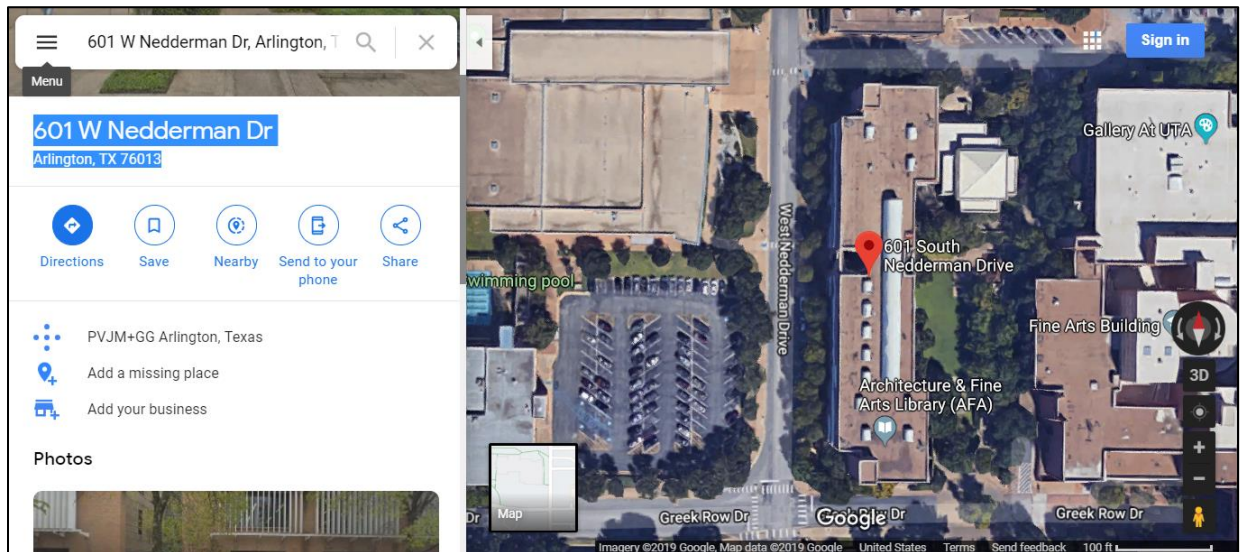 601 W Nedderman Dr, Arlington, T
Menu
601 W Nedderman Dr
Arlington, TX 76013
Directions
Save
Nearby
Send to your
phone
Share
PVJM+GG Arlington, Texas
Add a missing place
Add your business
Photos
Sign in
Gallery At UTA
West Nedderman Drive
601 South
Nedderman Drive
wimming pool
Fine Arts Building
3D
Architecture & Fine
Arts Library (AFA)
Map
Dr
Greek Row Dr
Google
Dr
Greek Row Dr
Imagery ©2019 Google, Map data ©2019 Google
United States
Terms
Send feedback
100 ft